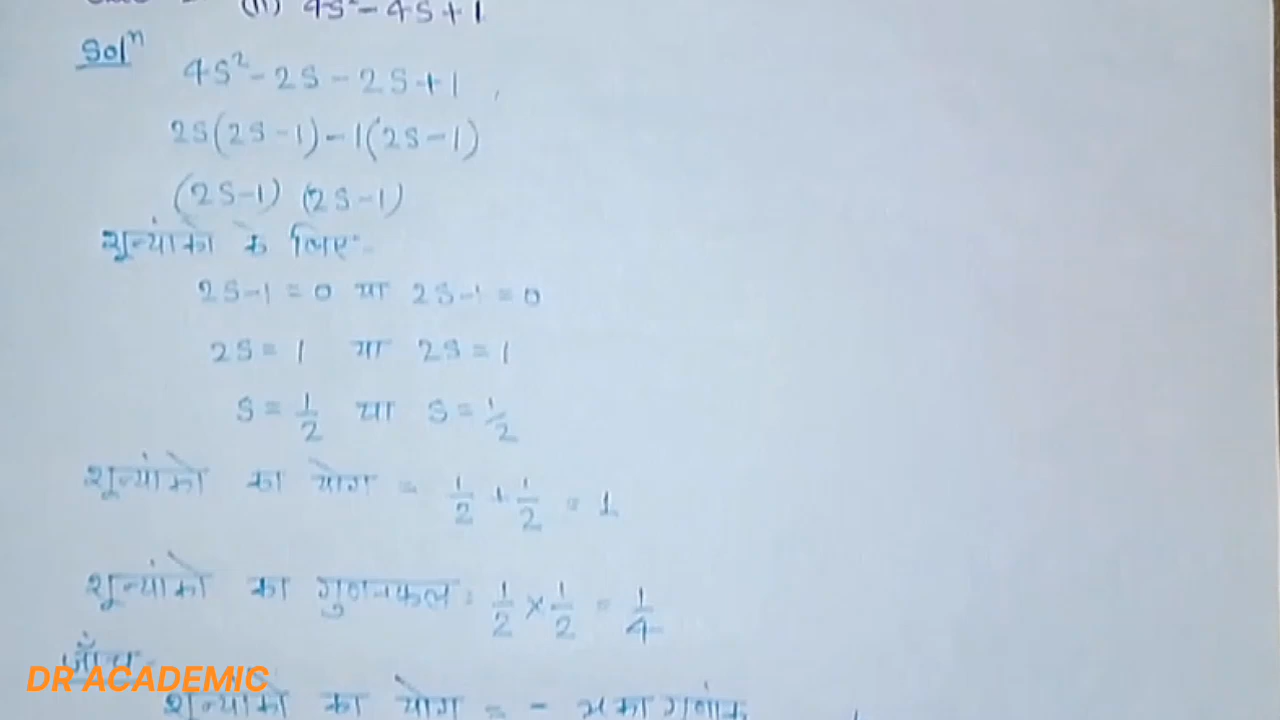 (ii) 4s² - 4s + 1
Solⁿ
4s² - 2s - 2s + 1
2s(2s - 1) - 1(2s - 1)
(2s - 1) (2s - 1)
शून्यांको के लिए:-
2s - 1 = 0 या 2s - 1 = 0
2s = 1 या 2s = 1
s = 1/2 या s = 1/2
शून्यांको का योग = 1/2 + 1/2 = 1
शून्यांको का गुणनफल = 1/2 × 1/2 = 1/4
जाँच -
DR ACADEMIC
शून्यांको का योग = -